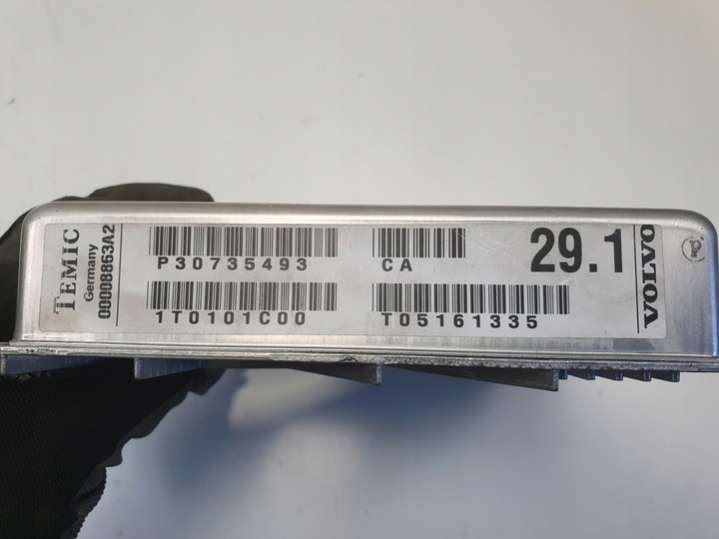 TEMIC
Germany
00008863A2
P30735493
CA
29.1
1T0101C00
T05161335
VOLVO